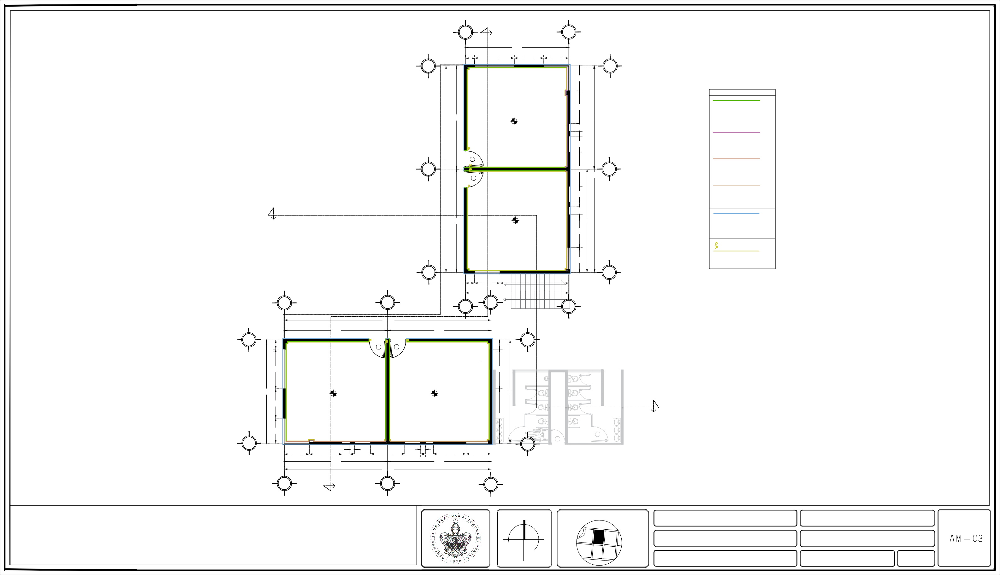 BENEMÉRITA UNIVERSIDAD AUTÓNOMA DE PUEBLA
· 1578 ·
AM – 03